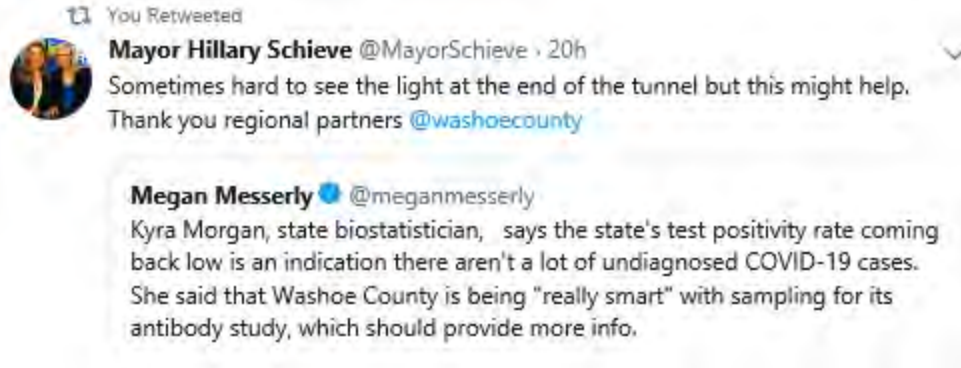 You Retweeted
Mayor Hillary Schieve @MayorSchieve · 20h
Sometimes hard to see the light at the end of the tunnel but this might help.
Thank you regional partners @washoecounty
Megan Messerly @meganmesserly
Kyra Morgan, state biostatistician, says the state's test positivity rate coming
back low is an indication there aren't a lot of undiagnosed COVID-19 cases.
She said that Washoe County is being "really smart" with sampling for its
antibody study, which should provide more info.